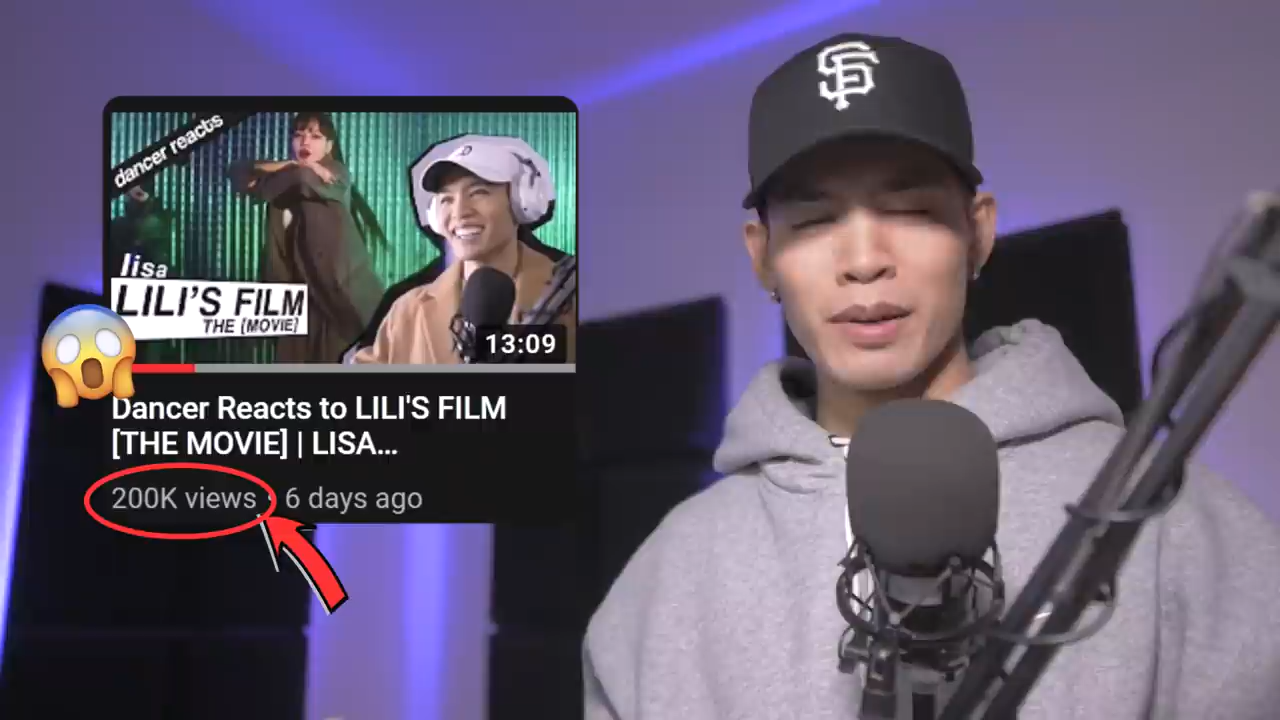 SF
dancer reacts
lisa
LILI'S FILM
THE [MOVIE]
13:09
Dancer Reacts to LILI'S FILM
[THE MOVIE] | LISA...
200K views • 6 days ago